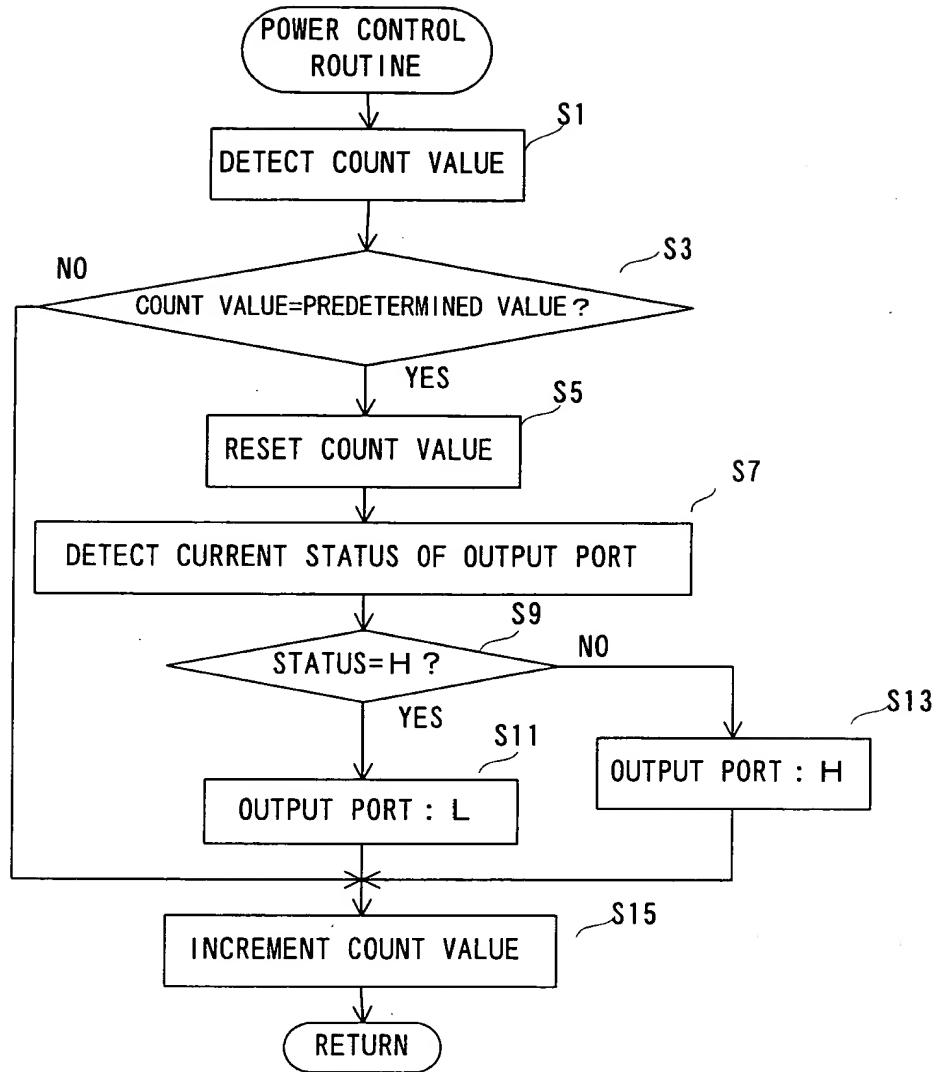 POWER CONTROL
ROUTINE
S1
DETECT COUNT VALUE
S3
NO
COUNT VALUE=PREDETERMINED VALUE?
YES
S5
RESET COUNT VALUE
S7
DETECT CURRENT STATUS OF OUTPUT PORT
S9
STATUS=H?
NO
YES
S13
S11
OUTPUT PORT : H
OUTPUT PORT : L
S15
INCREMENT COUNT VALUE
RETURN